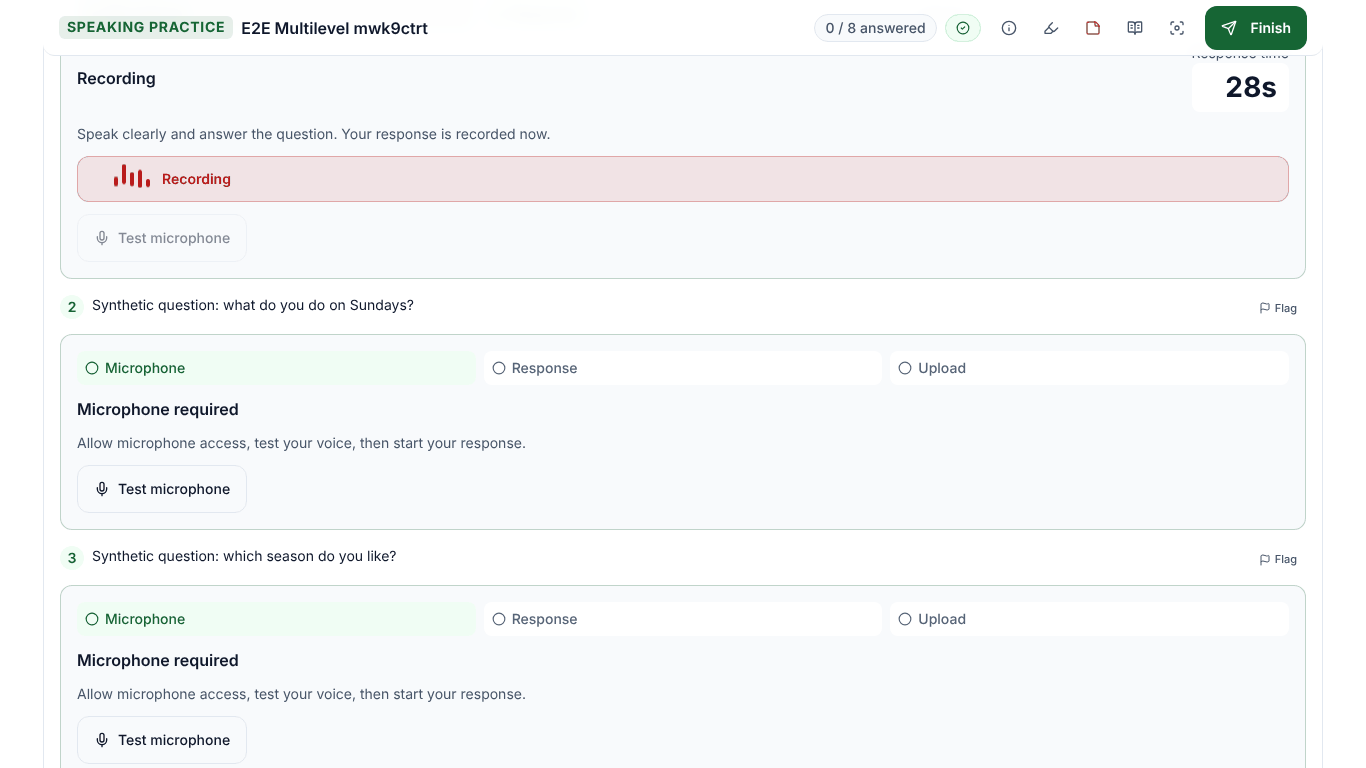 SPEAKING PRACTICE E2E Multilevel mwk9ctrt 0 / 8 answered Finish
Response time
Recording 28s
Speak clearly and answer the question. Your response is recorded now.
Recording
Test microphone
2 Synthetic question: what do you do on Sundays? Flag
Microphone Response Upload
Microphone required
Allow microphone access, test your voice, then start your response.
Test microphone
3 Synthetic question: which season do you like? Flag
Microphone Response Upload
Microphone required
Allow microphone access, test your voice, then start your response.
Test microphone